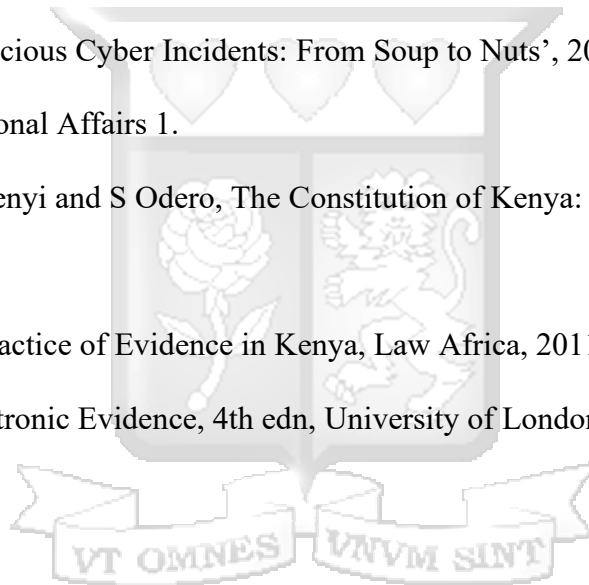 cious Cyber Incidents: From Soup to Nuts’, 20
onal Affairs 1.
enyi and S Odero, The Constitution of Kenya:
actice of Evidence in Kenya, Law Africa, 2011
tronic Evidence, 4th edn, University of London
VT OMNES VNVM SINT